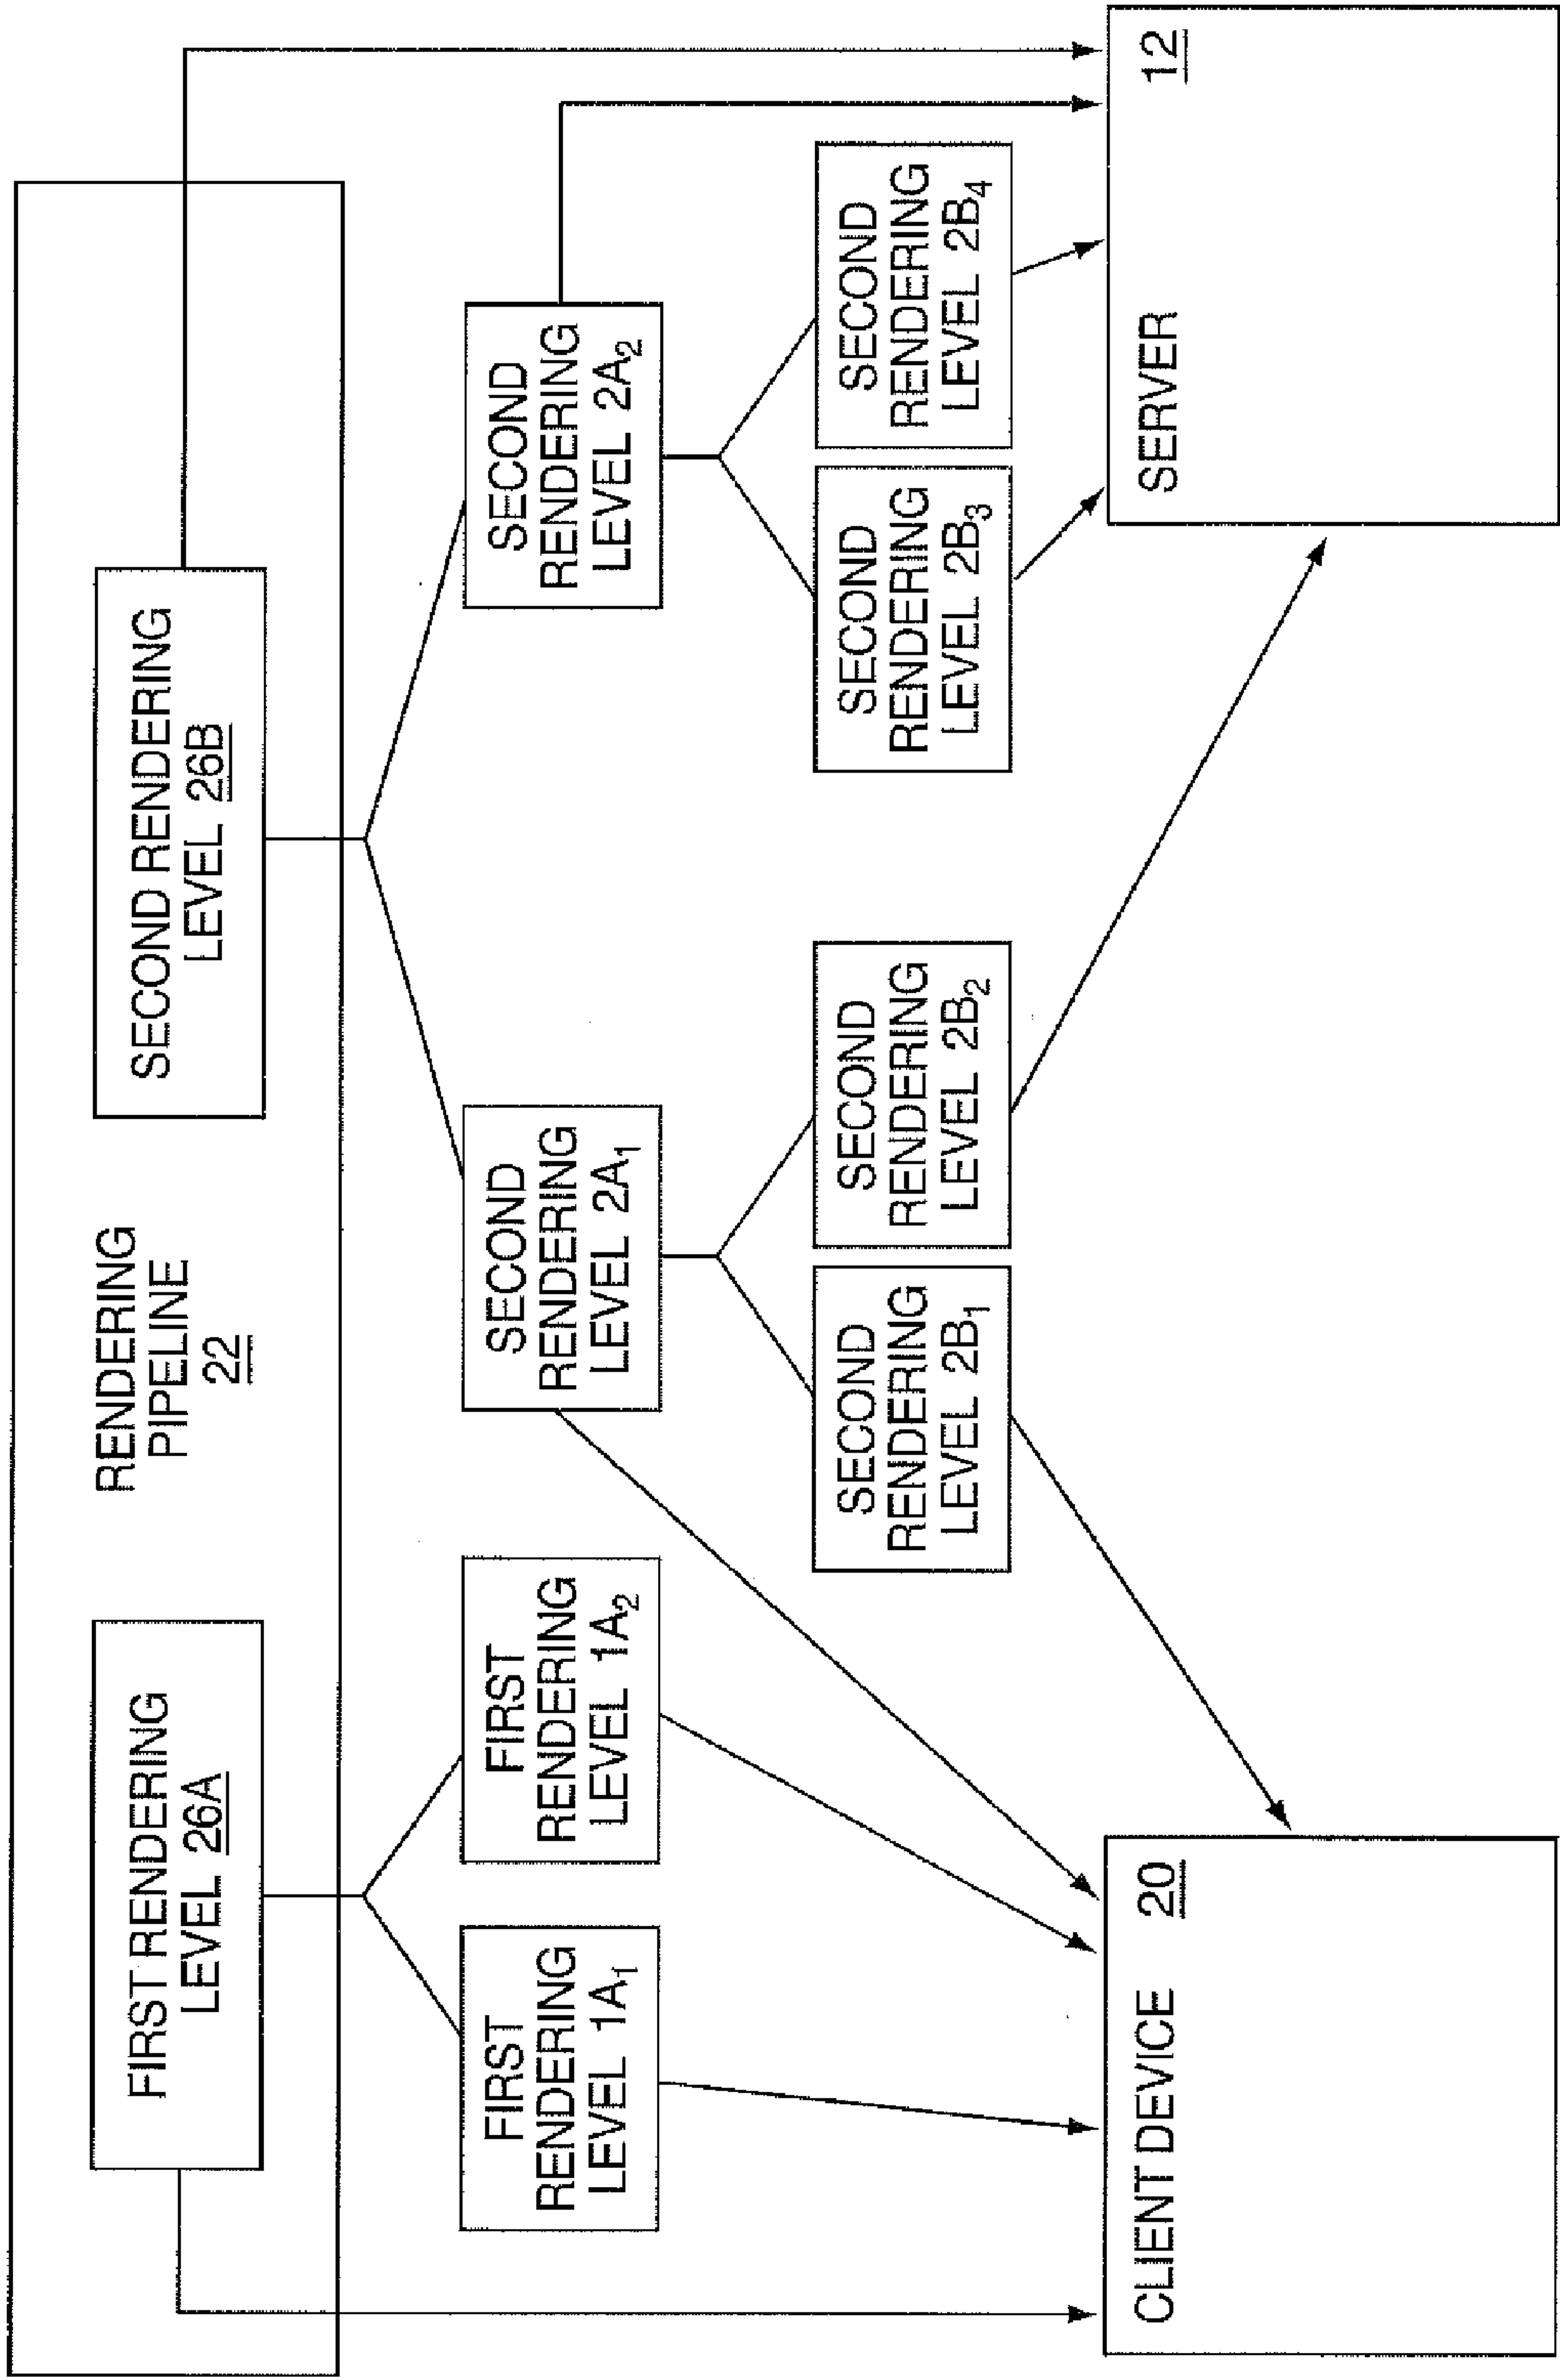 RENDERING
PIPELINE
22
FIRST RENDERING
LEVEL 26A
SECOND RENDERING
LEVEL 26B
FIRST
RENDERING
LEVEL 1A₁
FIRST
RENDERING
LEVEL 1A₂
SECOND
RENDERING
LEVEL 2A₁
SECOND
RENDERING
LEVEL 2A₂
SECOND
RENDERING
LEVEL 2B₁
SECOND
RENDERING
LEVEL 2B₂
SECOND
RENDERING
LEVEL 2B₃
SECOND
RENDERING
LEVEL 2B₄
CLIENT DEVICE 20
SERVER 12